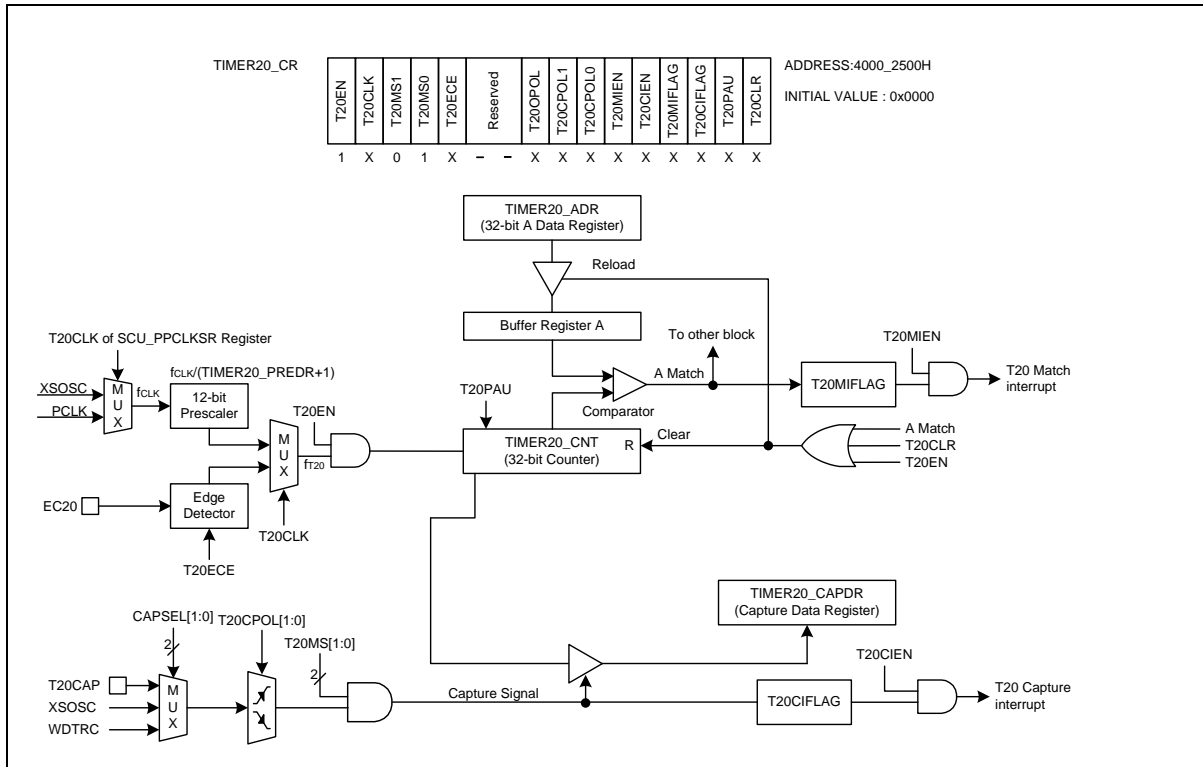 TIMER20_CR
T20EN T20CLK T20MS1 T20MS0 T20ECE Reserved T20OPOL T20CPOL1 T20CPOL0 T20MIEN T20CIEN T20MIFLAG T20CIFLAG T20PAU T20CLR
ADDRESS:4000_2500H
INITIAL VALUE : 0x0000
1 X 0 1 X – – X X X X X X X X X
TIMER20_ADR
(32-bit A Data Register)
Reload
Buffer Register A
To other block
T20CLK of SCU_PPCLKSR Register
fCLK/(TIMER20_PREDR+1)
XSOSC
PCLK
MUX
fCLK
12-bit
Prescaler
T20EN
MUX
fT20
T20PAU
Comparator
A Match
T20MIFLAG
T20MIEN
T20 Match
interrupt
TIMER20_CNT
(32-bit Counter)
R
Clear
A Match
T20CLR
T20EN
EC20
Edge
Detector
T20CLK
T20ECE
TIMER20_CAPDR
(Capture Data Register)
CAPSEL[1:0]
T20CPOL[1:0]
T20MS[1:0]
2
2
T20CAP
XSOSC
WDTRC
MUX
Capture Signal
T20CIFLAG
T20CIEN
T20 Capture
interrupt